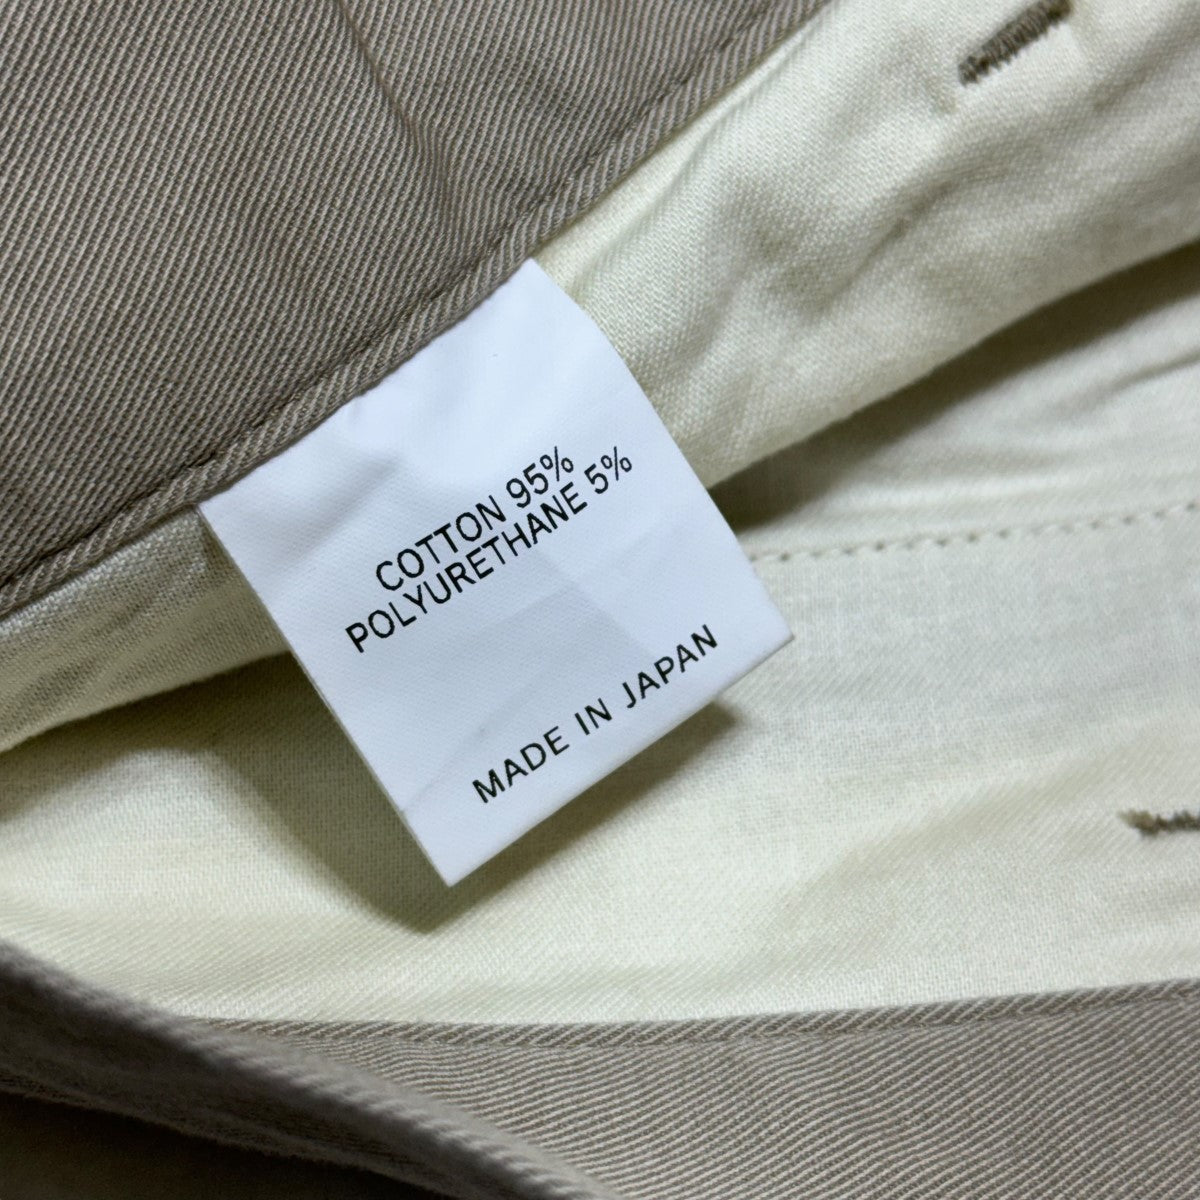 COTTON 95%
POLYURETHANE 5%
MADE IN JAPAN